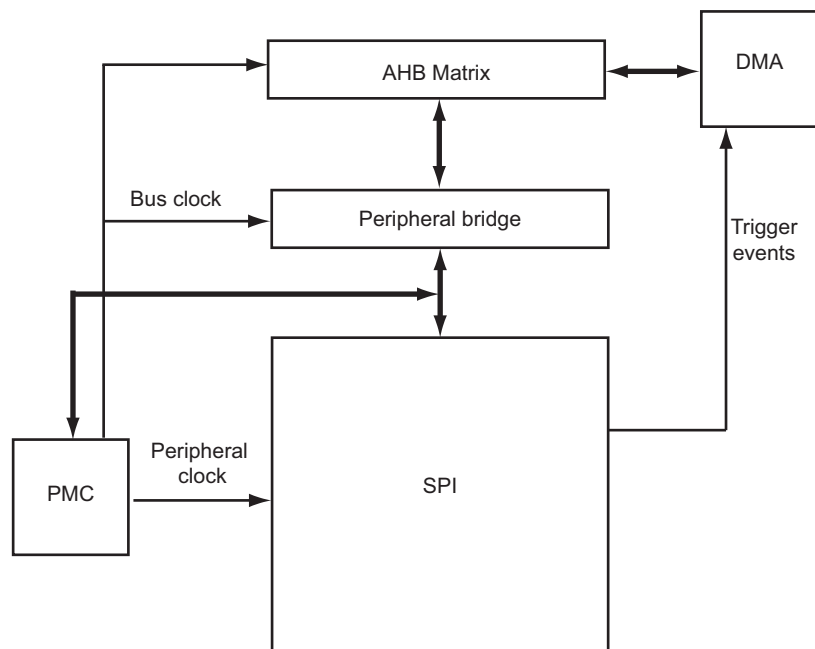 AHB Matrix
DMA
Bus clock
Peripheral bridge
Trigger
events
Peripheral
clock
PMC
SPI